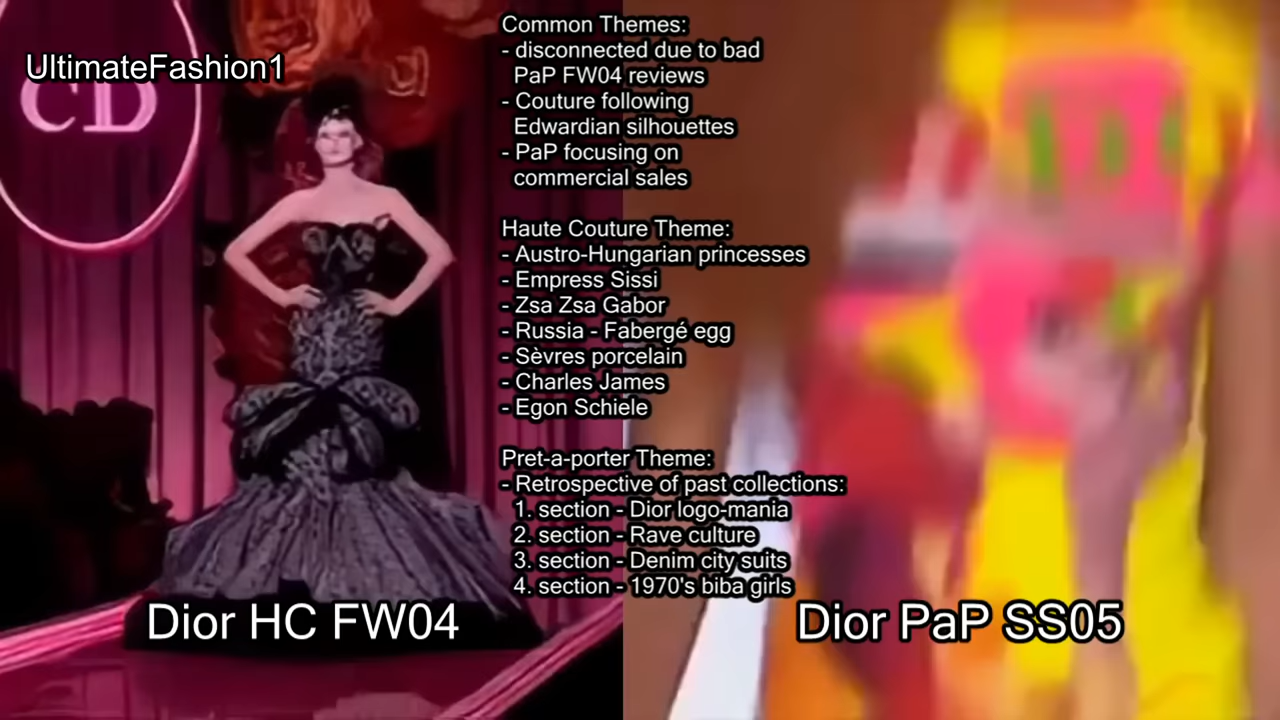 UltimateFashion1
CD
Common Themes:
- disconnected due to bad
PaP FW04 reviews
- Couture following
Edwardian silhouettes
- PaP focusing on
commercial sales
Haute Couture Theme:
- Austro-Hungarian princesses
- Empress Sissi
- Zsa Zsa Gabor
- Russia - Fabergé egg
- Sèvres porcelain
- Charles James
- Egon Schiele
Pret-a-porter Theme:
- Retrospective of past collections:
1. section - Dior logo-mania
2. section - Rave culture
3. section - Denim city suits
4. section - 1970's biba girls
Dior HC FW04
Dior PaP SS05